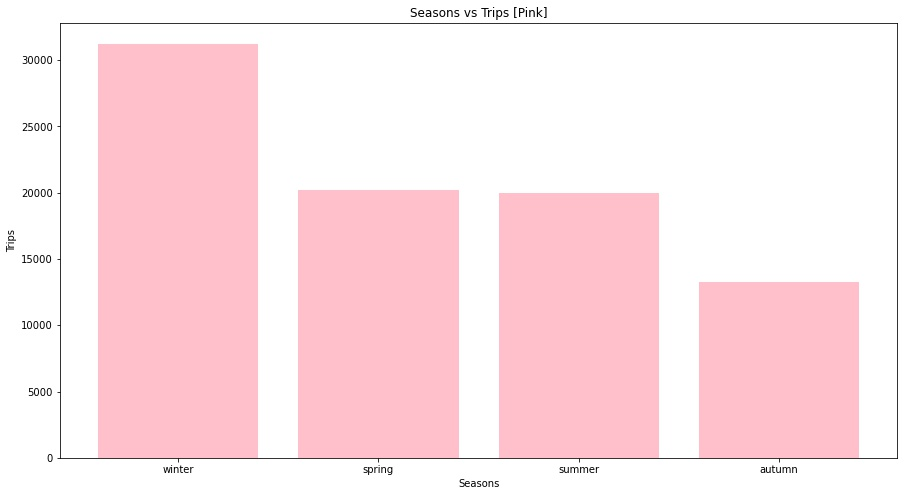 Seasons vs Trips [Pink]
30000
25000
20000
15000
10000
5000
0
Trips
winter spring summer autumn
Seasons